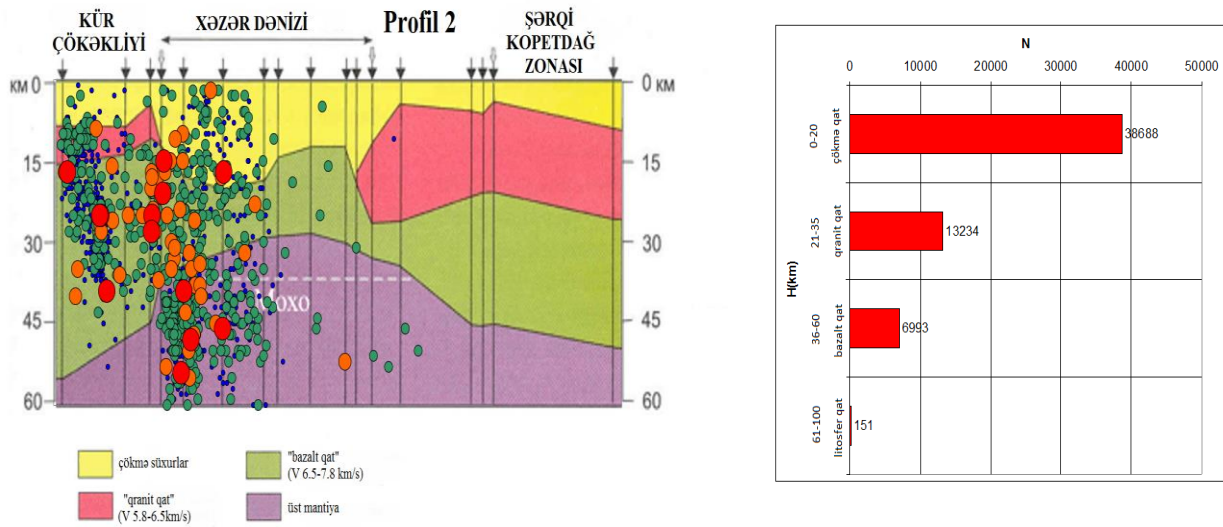 KÜR
ÇÖKƏKLİYİ
XƏZƏR DƏNİZİ
Profil 2
ŞƏRQİ
KOPETDAĞ
ZONASI
КМ 0
15
30
45
60
0 КМ
15
30
45
60
Мохо
çökmə süxurlar
"qranit qat"
(V 5.8-6.5km/s)
"bazalt qat"
(V 6.5-7.8 km/s)
üst mantiya
N
0 10000 20000 30000 40000 50000
H(km)
0-20
çökmə qat
38688
21-35
qranit qat
13234
36-60
bazalt qat
6993
61-100
litosfer qat
151